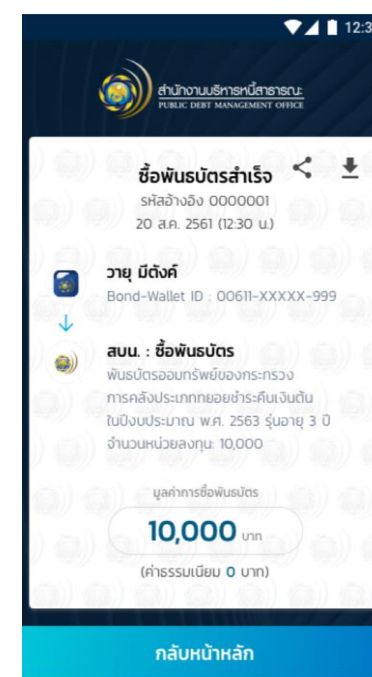 12:3
สำนักงานบริหารหนี้สาธารณะ
PUBLIC DEBT MANAGEMENT OFFICE
ซื้อพันธบัตรสำเร็จ
รหัสอ้างอิง 0000001
20 ส.ค. 2561 (12:30 น.)
วายุ มีตังค์
Bond-Wallet ID : 00611-XXXXX-999
สบน. : ซื้อพันธบัตร
พันธบัตรออมทรัพย์ของกระทรวง
การคลังประเภททยอยชำระคืนเงินต้น
ในปีงบประมาณ พ.ศ. 2563 รุ่นอายุ 3 ปี
จำนวนหน่วยลงทุน: 10,000
มูลค่าการซื้อพันธบัตร
10,000 บาท
(ค่าธรรมเนียม 0 บาท)
กลับหน้าหลัก